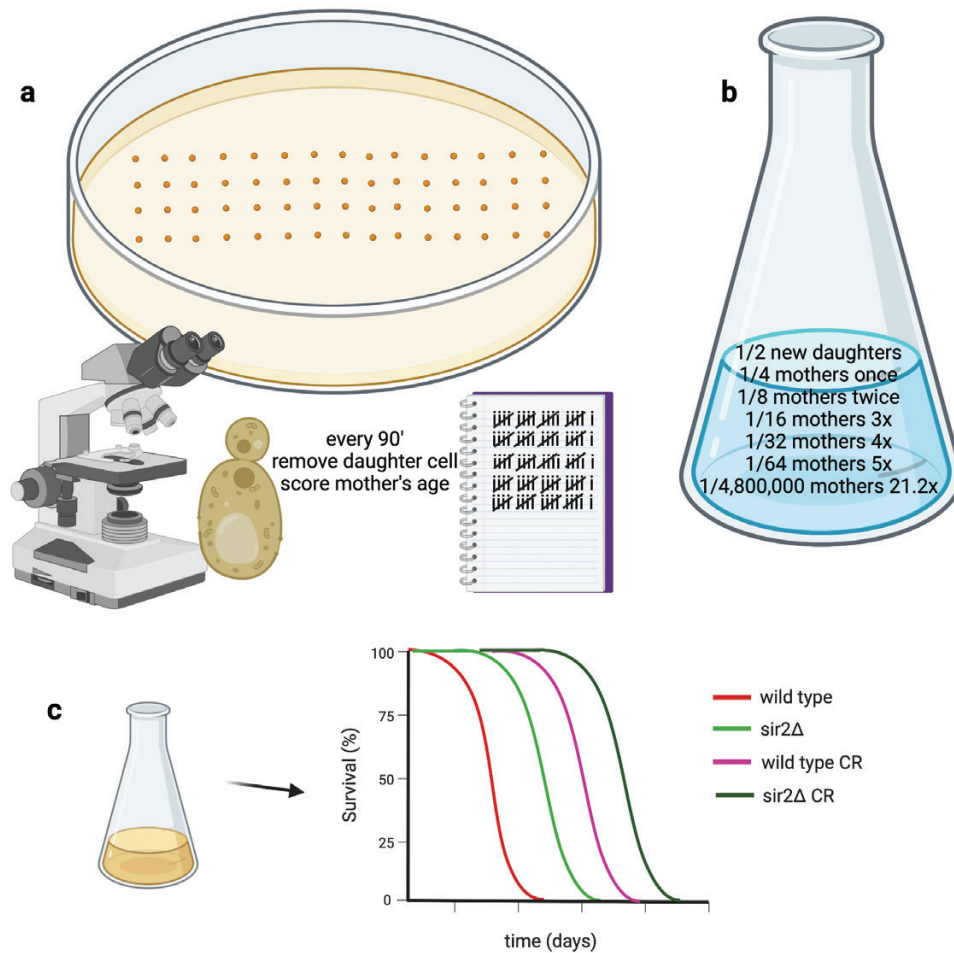 a
b
1/2 new daughters
1/4 mothers once
1/8 mothers twice
1/16 mothers 3x
1/32 mothers 4x
1/64 mothers 5x
1/4,800,000 mothers 21.2x
every 90'
remove daughter cell
score mother's age
c
100
75
50
25
0
Survival (%)
time (days)
wild type
sir2Δ
wild type CR
sir2Δ CR